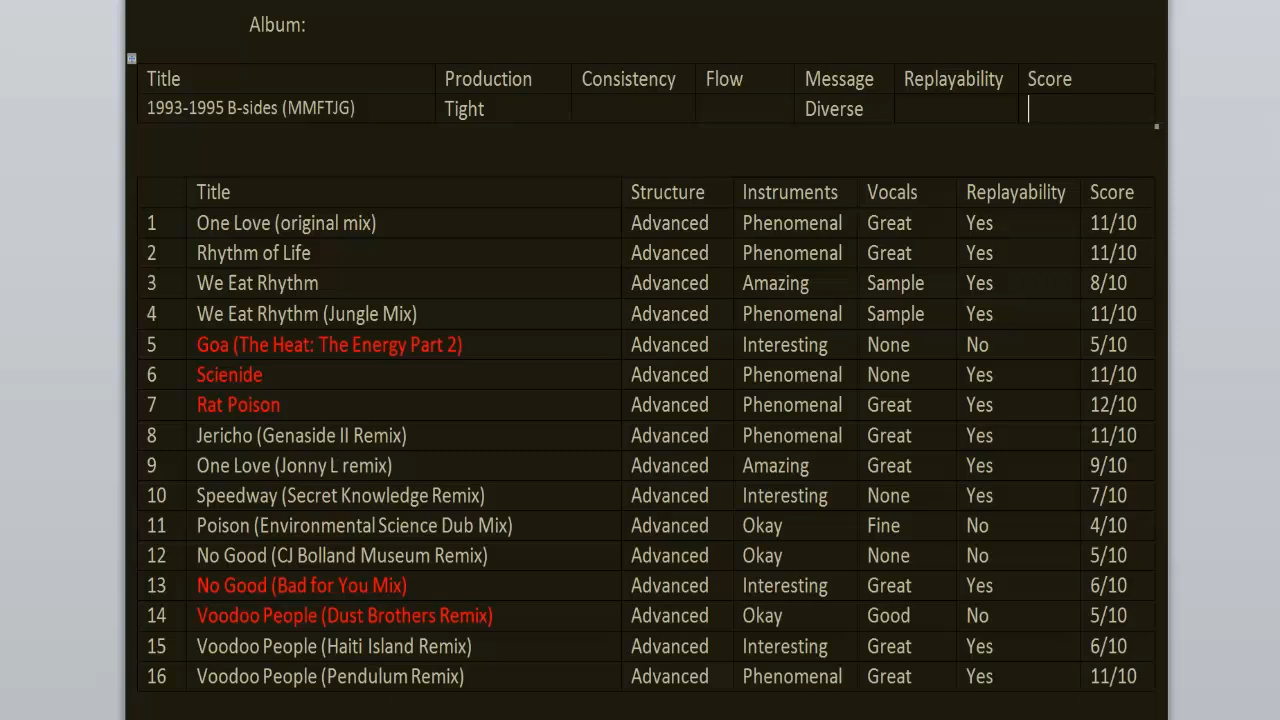 Album:
Title Production Consistency Flow Message Replayability Score
1993-1995 B-sides (MMFTJG) Tight Diverse
Title Structure Instruments Vocals Replayability Score
1 One Love (original mix) Advanced Phenomenal Great Yes 11/10
2 Rhythm of Life Advanced Phenomenal Great Yes 11/10
3 We Eat Rhythm Advanced Amazing Sample Yes 8/10
4 We Eat Rhythm (Jungle Mix) Advanced Phenomenal Sample Yes 11/10
5 Goa (The Heat: The Energy Part 2) Advanced Interesting None No 5/10
6 Scienide Advanced Phenomenal None Yes 11/10
7 Rat Poison Advanced Phenomenal Great Yes 12/10
8 Jericho (Genaside II Remix) Advanced Phenomenal Great Yes 11/10
9 One Love (Jonny L remix) Advanced Amazing Great Yes 9/10
10 Speedway (Secret Knowledge Remix) Advanced Interesting None Yes 7/10
11 Poison (Environmental Science Dub Mix) Advanced Okay Fine No 4/10
12 No Good (CJ Bolland Museum Remix) Advanced Okay None No 5/10
13 No Good (Bad for You Mix) Advanced Interesting Great Yes 6/10
14 Voodoo People (Dust Brothers Remix) Advanced Okay Good No 5/10
15 Voodoo People (Haiti Island Remix) Advanced Interesting Great Yes 6/10
16 Voodoo People (Pendulum Remix) Advanced Phenomenal Great Yes 11/10